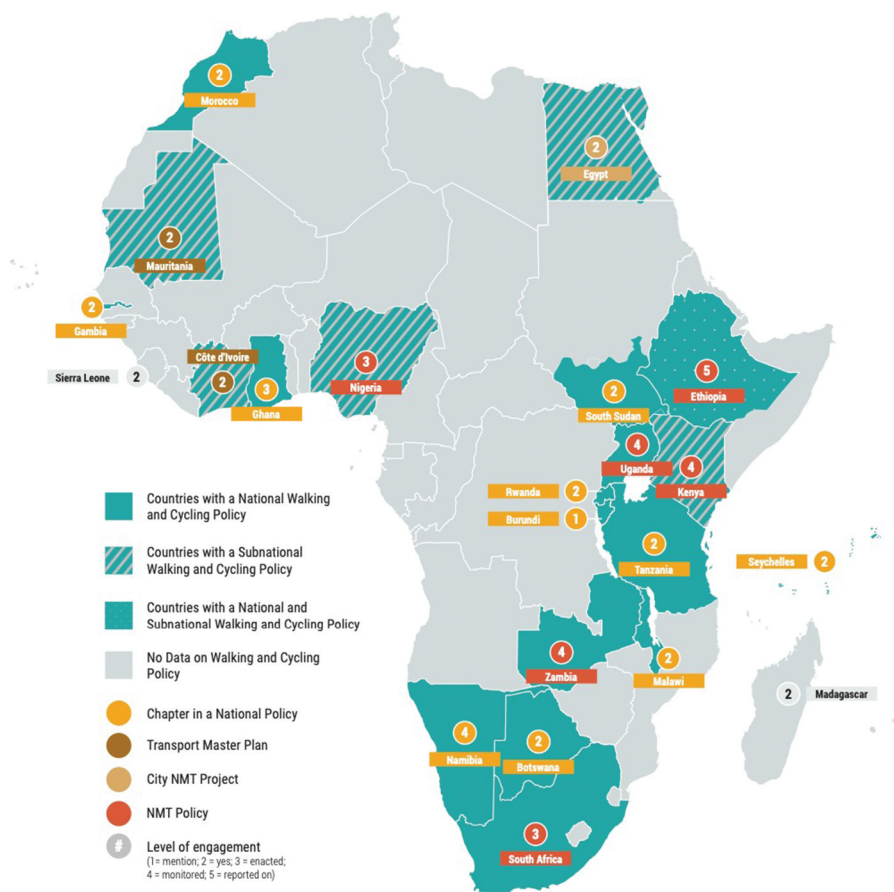 2
Morocco
2
Egypt
2
Mauritania
2
Gambia
Côte d'Ivoire
2
Sierra Leone 2
3
Ghana
3
Nigeria
5
Ethiopia
2
South Sudan
4
Uganda
4
Kenya
Rwanda 2
Burundi 1
2
Tanzania
Seychelles 2
4
Zambia
2
Malawi
2 Madagascar
4
Namibia
2
Botswana
3
South Africa
Countries with a National Walking
and Cycling Policy
Countries with a Subnational
Walking and Cycling Policy
Countries with a National and
Subnational Walking and Cycling Policy
No Data on Walking and Cycling
Policy
Chapter in a National Policy
Transport Master Plan
City NMT Project
NMT Policy
# Level of engagement
(1= mention; 2 = yes; 3 = enacted;
4 = monitored; 5 = reported on)